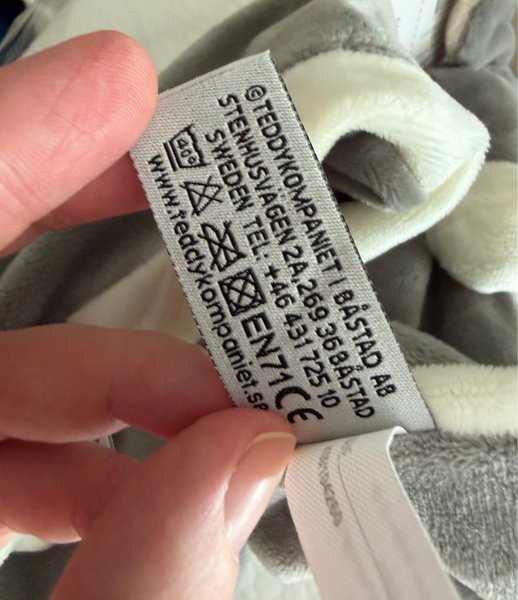 © TEDDYKOMPANIET I BÅSTAD AB
STENHUSVÄGEN 2A, 269 36 BÅSTAD
SWEDEN TEL: +46 431 725 10
40° EN71 CE
www.teddykompaniet.se